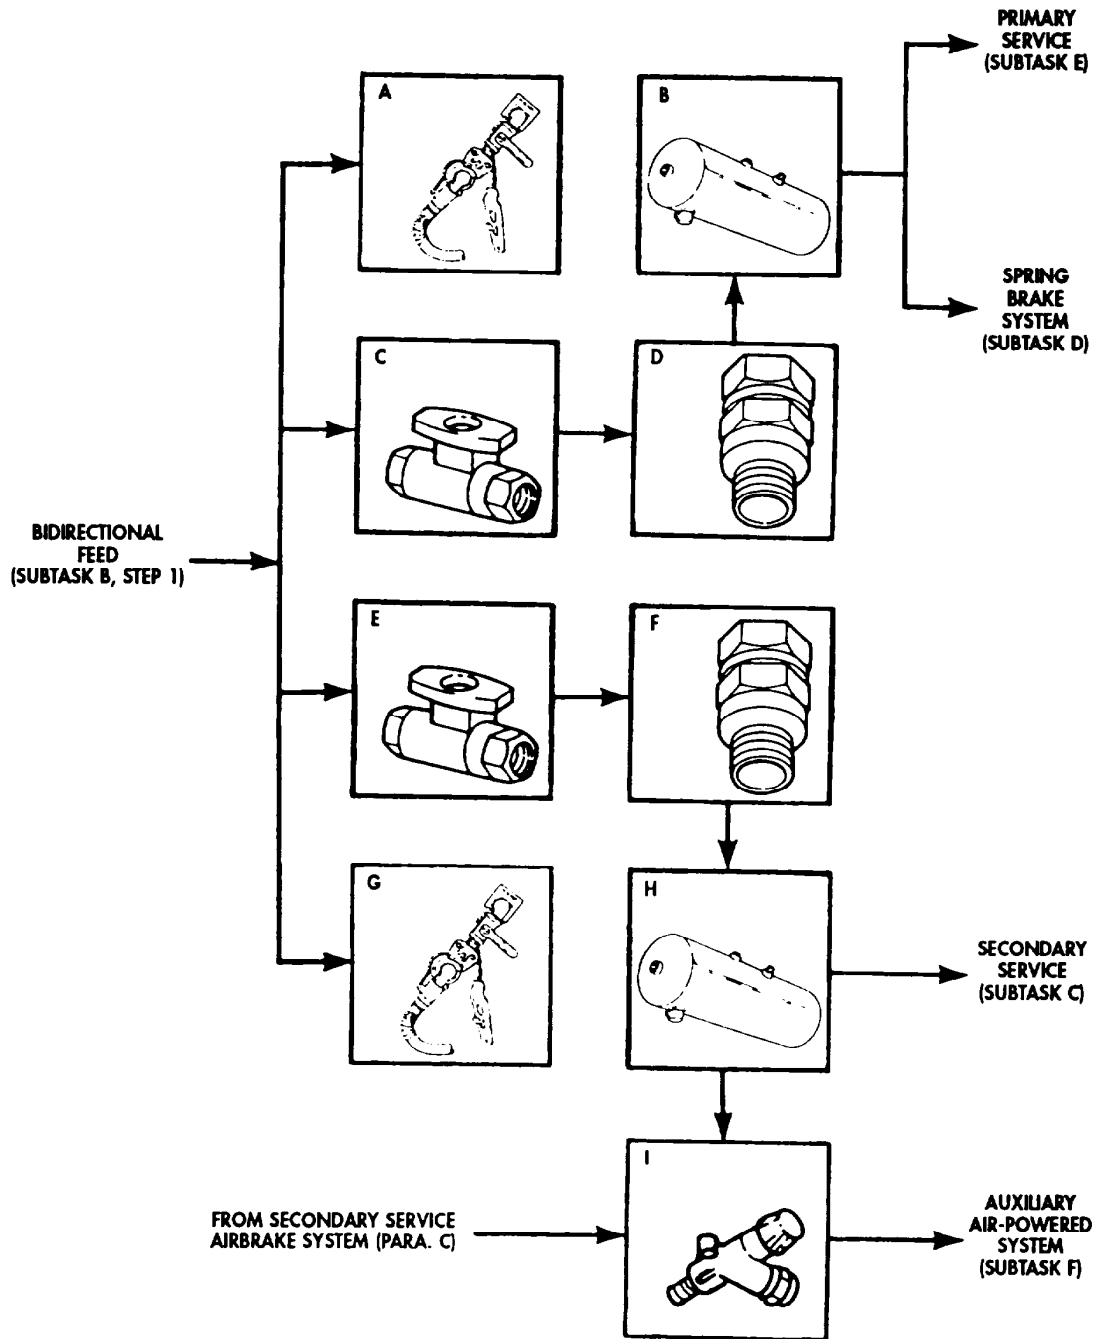 PRIMARY
SERVICE
(SUBTASK E)
A
B
SPRING
BRAKE
SYSTEM
(SUBTASK D)
C
D
BIDIRECTIONAL
FEED
(SUBTASK B, STEP 1)
E
F
G
H
SECONDARY
SERVICE
(SUBTASK C)
I
FROM SECONDARY SERVICE
AIRBRAKE SYSTEM (PARA. C)
AUXILIARY
AIR-POWERED
SYSTEM
(SUBTASK F)